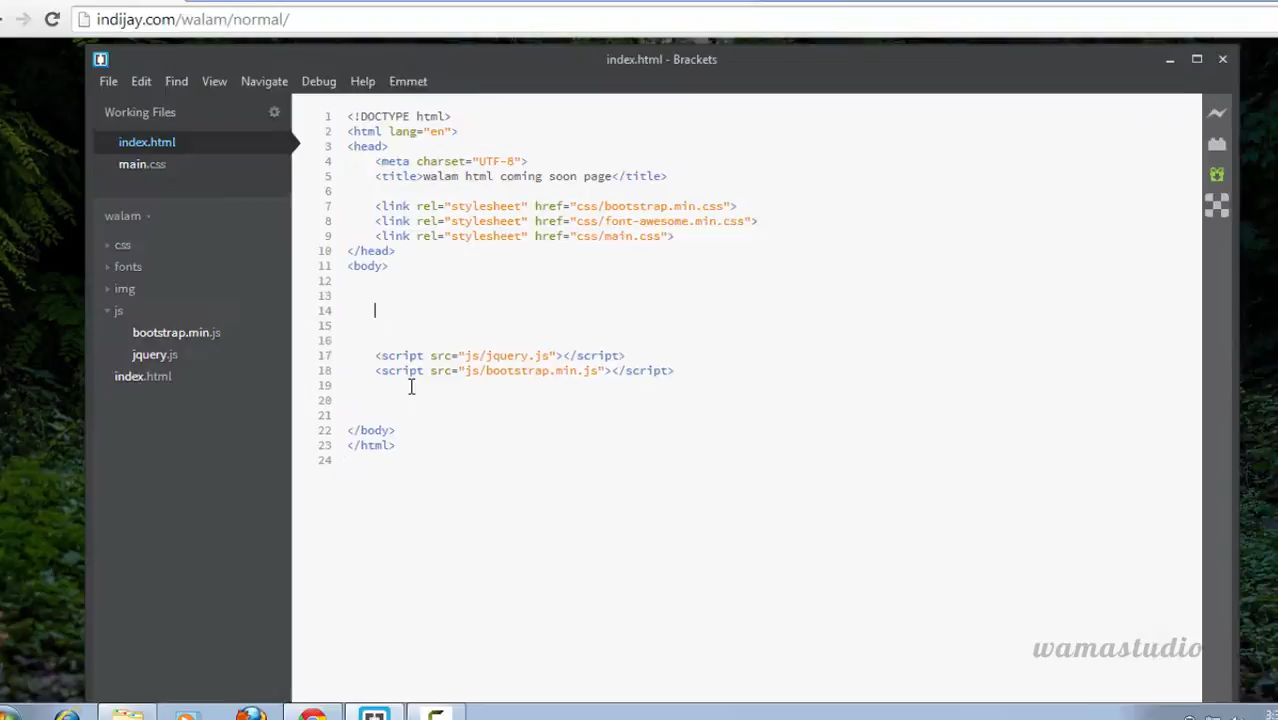 indijay.com/walam/normal/
index.html - Brackets
File Edit Find View Navigate Debug Help Emmet
Working Files
index.html
main.css
walam
css
fonts
img
js
bootstrap.min.js
jquery.js
index.html
1 <!DOCTYPE html>
2 <html lang="en">
3 <head>
4 <meta charset="UTF-8">
5 <title>walam html coming soon page</title>
6
7 <link rel="stylesheet" href="css/bootstrap.min.css">
8 <link rel="stylesheet" href="css/font-awesome.min.css">
9 <link rel="stylesheet" href="css/main.css">
10 </head>
11 <body>
12
13
14
15
16
17 <script src="js/jquery.js"></script>
18 <script src="js/bootstrap.min.js"></script>
19
20
21
22 </body>
23 </html>
24
wamastudio